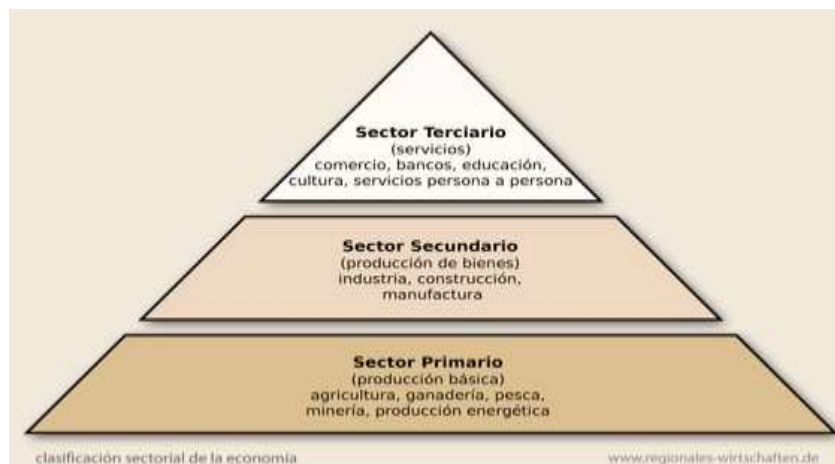 Sector Terciario
(servicios)
comercio, bancos, educación,
cultura, servicios persona a persona
Sector Secundario
(producción de bienes)
industria, construcción,
manufactura
Sector Primario
(producción básica)
agricultura, ganadería, pesca,
minería, producción energética
clasificación sectorial de la economía
www.regionales-wirtschaften.de